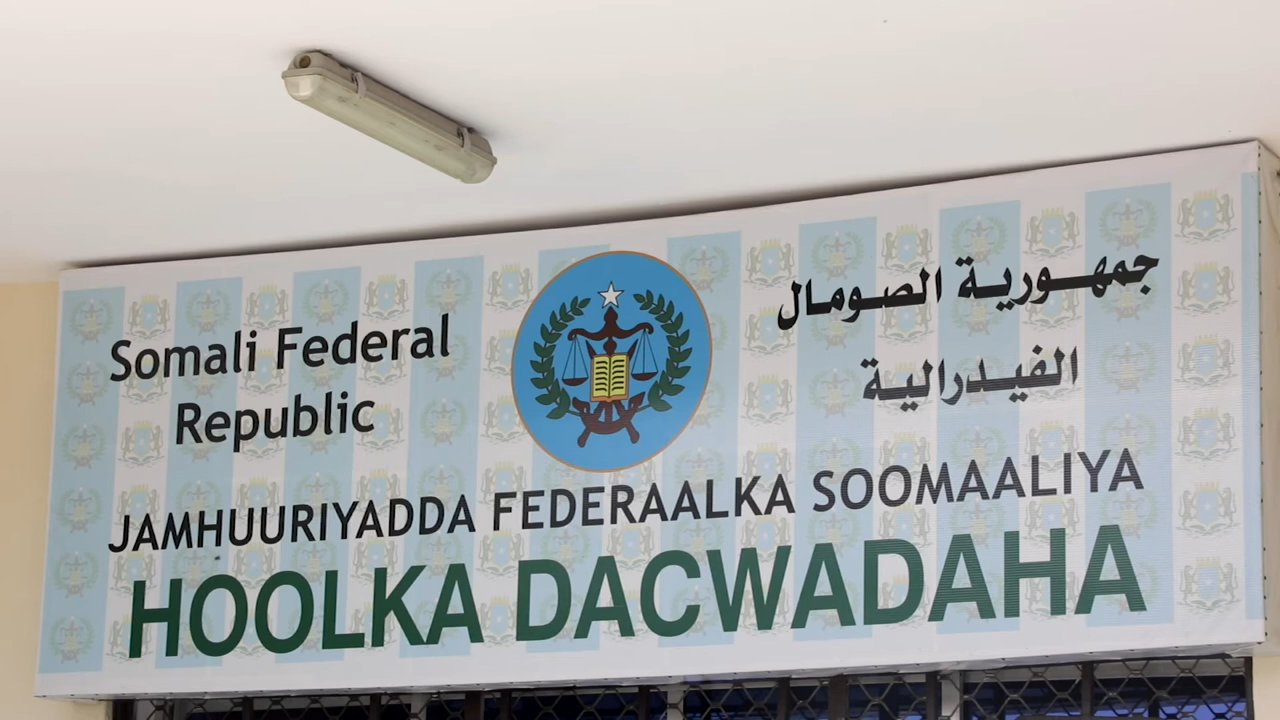 Somali Federal
Republic
جمهورية الصومال
الفيدرالية
JAMHUURIYADDA FEDERAALKA SOOMAALIYA
HOOLKA DACWADAHA